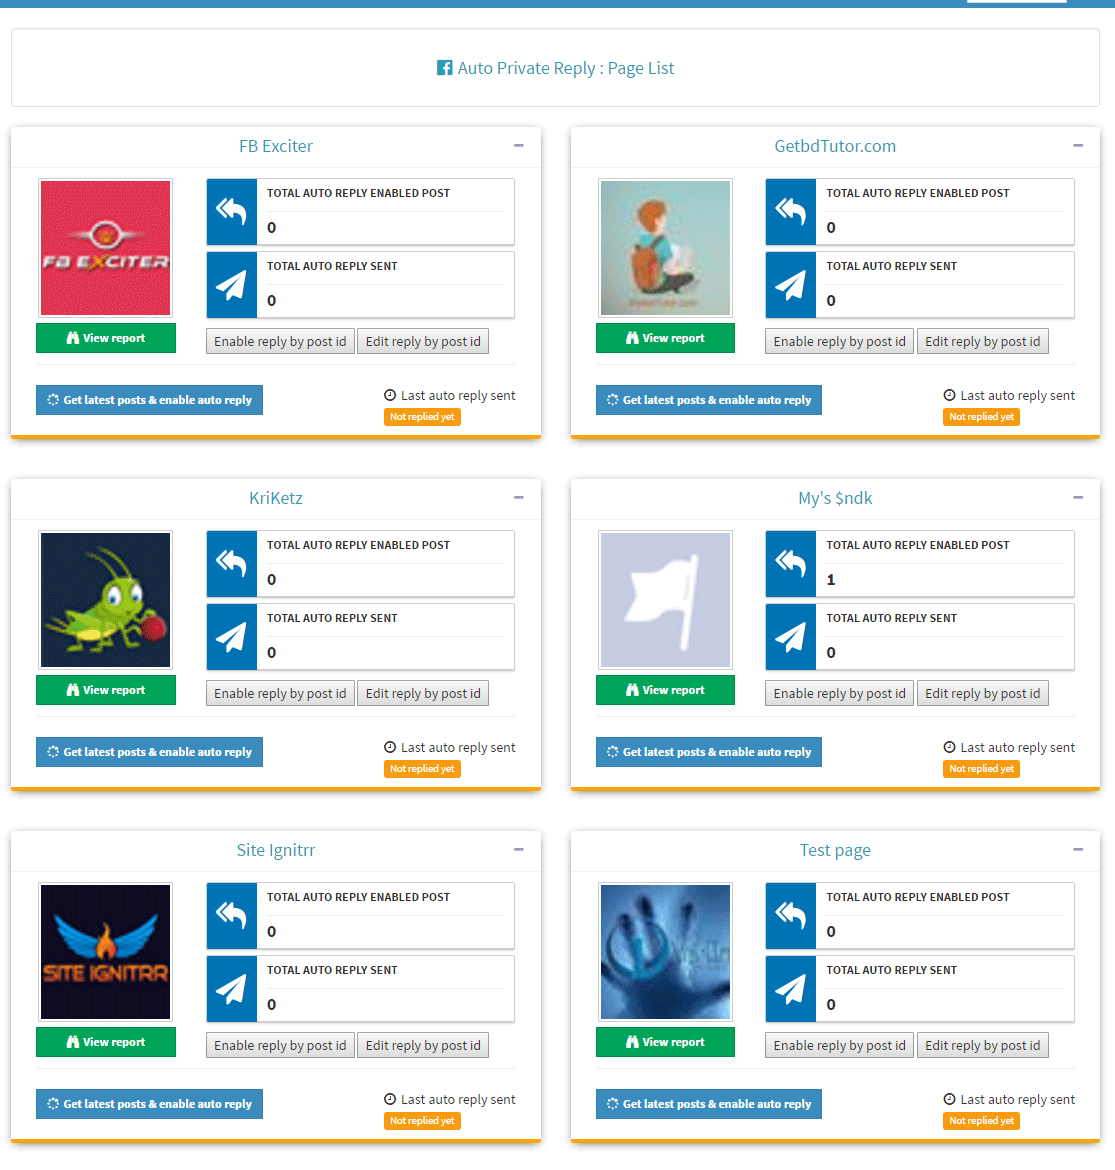 Auto Private Reply : Page List
FB Exciter
FB EXCITER
TOTAL AUTO REPLY ENABLED POST
0
TOTAL AUTO REPLY SENT
0
View report
Enable reply by post id
Edit reply by post id
Get latest posts & enable auto reply
Last auto reply sent
Not replied yet
GetbdTutor.com
TOTAL AUTO REPLY ENABLED POST
0
TOTAL AUTO REPLY SENT
0
View report
Enable reply by post id
Edit reply by post id
Get latest posts & enable auto reply
Last auto reply sent
Not replied yet
KriKetz
TOTAL AUTO REPLY ENABLED POST
0
TOTAL AUTO REPLY SENT
0
View report
Enable reply by post id
Edit reply by post id
Get latest posts & enable auto reply
Last auto reply sent
Not replied yet
My's $ndk
TOTAL AUTO REPLY ENABLED POST
1
TOTAL AUTO REPLY SENT
0
View report
Enable reply by post id
Edit reply by post id
Get latest posts & enable auto reply
Last auto reply sent
Not replied yet
Site Ignitrr
SITE IGNITRR
TOTAL AUTO REPLY ENABLED POST
0
TOTAL AUTO REPLY SENT
0
View report
Enable reply by post id
Edit reply by post id
Get latest posts & enable auto reply
Last auto reply sent
Not replied yet
Test page
TOTAL AUTO REPLY ENABLED POST
0
TOTAL AUTO REPLY SENT
0
View report
Enable reply by post id
Edit reply by post id
Get latest posts & enable auto reply
Last auto reply sent
Not replied yet